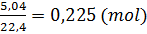 5,04/22,4 = 0,225 (mol)